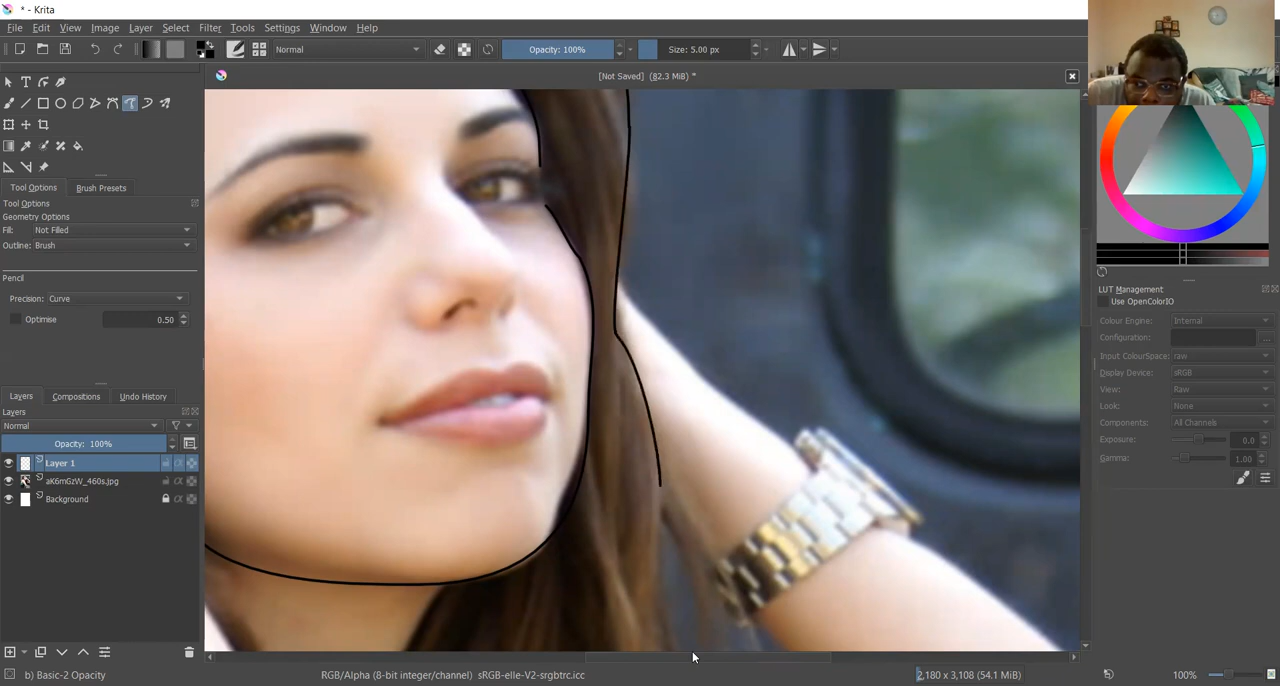 * - Krita
File Edit View Image Layer Select Filter Tools Settings Window Help
Normal Opacity: 100% Size: 5.00 px
[Not Saved] (82.3 MiB) *
Tool Options Brush Presets
Tool Options
Geometry Options
Fill: Not Filled
Outline: Brush
Pencil
Precision: Curve
Optimise 0.50
Layers Compositions Undo History
Layers
Normal
Opacity: 100%
Layer 1
aK6mGzW_460s.jpg
Background
LUT Management
Use OpenColorIO
Colour Engine: Internal
Configuration: ...
Input ColourSpace: raw
Display Device: sRGB
View: Raw
Look: None
Components: All Channels
Exposure: 0.0
Gamma: 1.00
b) Basic-2 Opacity RGB/Alpha (8-bit integer/channel) sRGB-elle-V2-srgbtrc.icc 2,180 x 3,108 (54.1 MiB) 100%